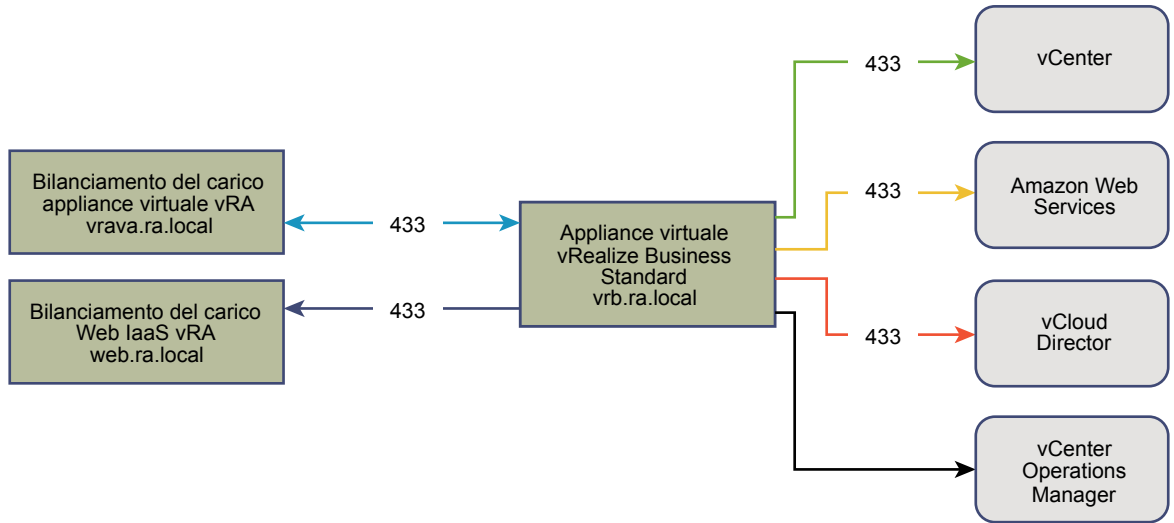 433
vCenter
Bilanciamento del carico
appliance virtuale vRA
vrava.ra.local
433
Appliance virtuale
vRealize Business
Standard
vrb.ra.local
433
Amazon Web
Services
Bilanciamento del carico
Web IaaS vRA
web.ra.local
433
433
vCloud
Director
vCenter
Operations
Manager